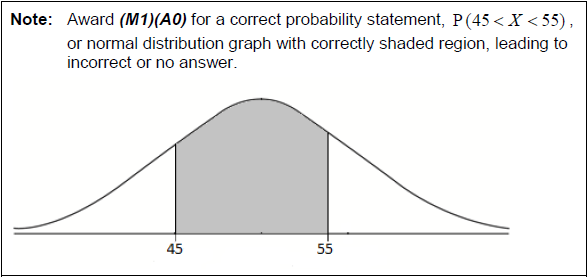 Note: Award (M1)(A0) for a correct probability statement, P(45 < X < 55),
or normal distribution graph with correctly shaded region, leading to
incorrect or no answer.
45 55